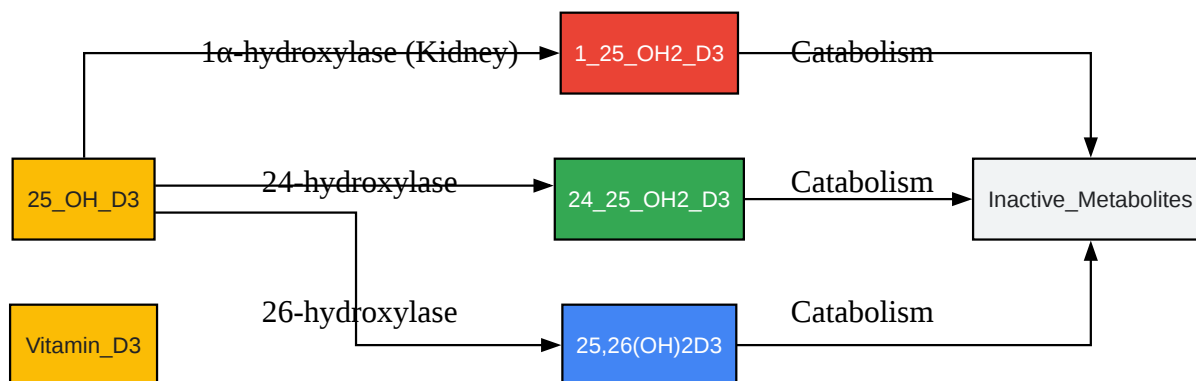 1α-hydroxylase (Kidney)
1_25_OH2_D3
Catabolism
25_OH_D3
24-hydroxylase
24_25_OH2_D3
Catabolism
Inactive_Metabolites
Vitamin_D3
26-hydroxylase
25,26(OH)2D3
Catabolism